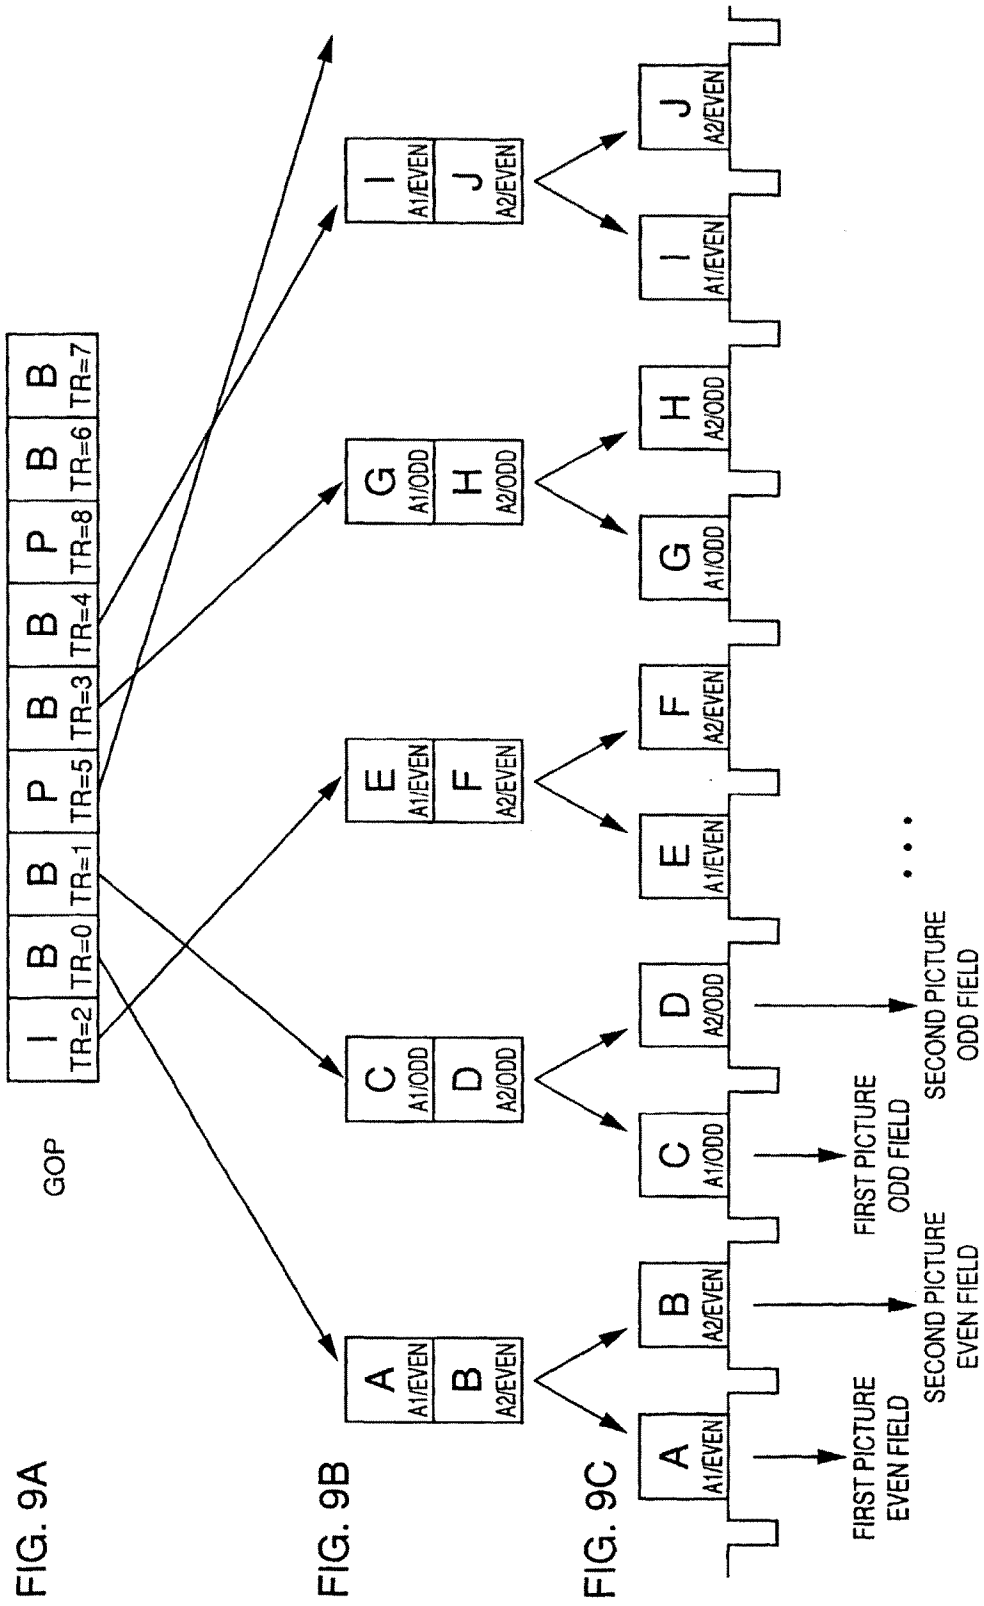 FIG. 9A
GOP
I B B P B B P B B
TR=2 TR=0 TR=1 TR=5 TR=3 TR=4 TR=8 TR=6 TR=7
FIG. 9B
A C E G I
A1/EVEN A1/ODD A1/EVEN A1/ODD A1/EVEN
B D F H J
A2/EVEN A2/ODD A2/EVEN A2/ODD A2/EVEN
FIG. 9C
A B C D E F G H I J
A1/EVEN A2/EVEN A1/ODD A2/ODD A1/EVEN A2/EVEN A1/ODD A2/ODD A1/EVEN A2/EVEN
FIRST PICTURE
EVEN FIELD
SECOND PICTURE
EVEN FIELD
FIRST PICTURE
ODD FIELD
SECOND PICTURE
ODD FIELD
• • •